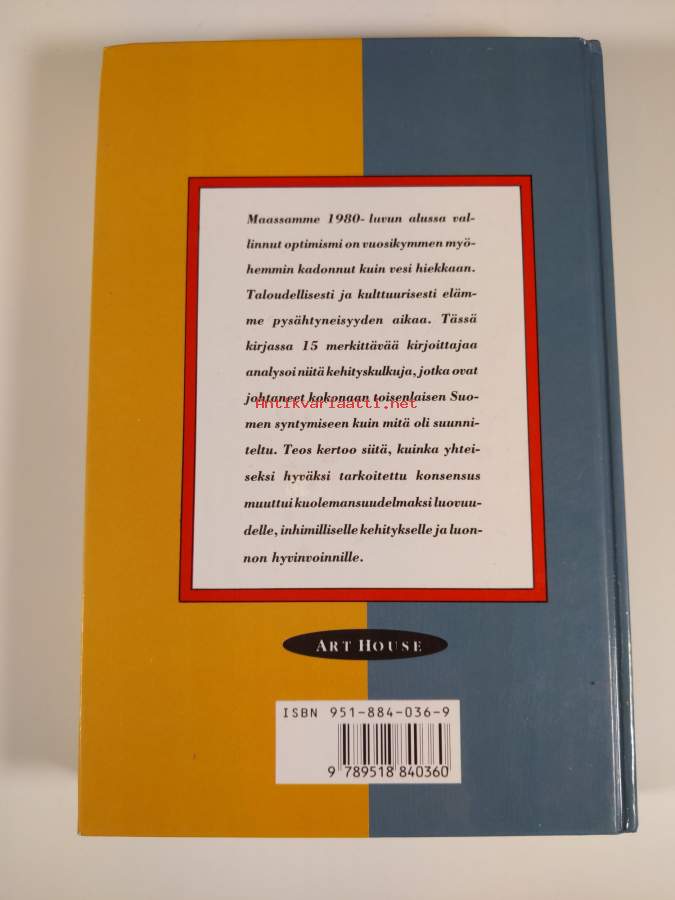 Maassamme 1980-luvun alussa val-
linnut optimismi on vuosikymmen myö-
hemmin kadonnut kuin vesi hiekkaan.
Taloudellisesti ja kulttuurisesti eläm-
me pysähtyneisyyden aikaa. Tässä
kirjassa 15 merkittävää kirjoittajaa
analysoi niitä kehityskulkuja, jotka ovat
johtaneet kokonaan toisenlaisen Suo-
Antikvariaatti.net
men syntymiseen kuin mitä oli suunni-
teltu. Teos kertoo siitä, kuinka yhtei-
seksi hyväksi tarkoitettu konsensus
muuttui kuolemansuudelmaksi luovuu-
delle, inhimilliselle kehitykselle ja luon-
non hyvinvoinnille.
ART HOUSE
ISBN 951-884-036-9
9 789518 840360